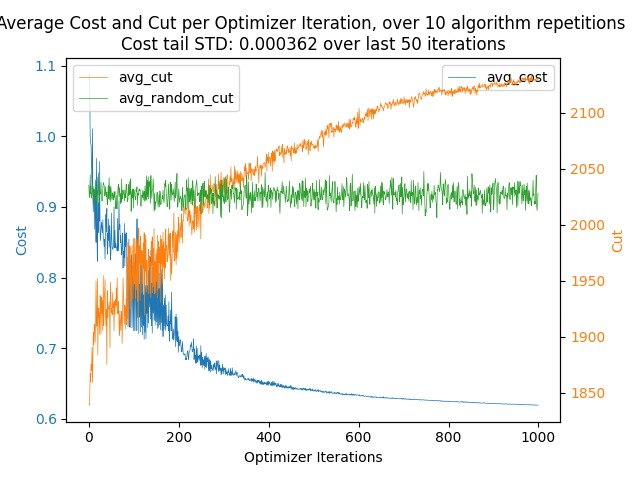 Average Cost and Cut per Optimizer Iteration, over 10 algorithm repetitions
Cost tail STD: 0.000362 over last 50 iterations
avg_cut
avg_random_cut
avg_cost
1.1
1.0
0.9
0.8
0.7
0.6
Cost
2100
2050
2000
1950
1900
1850
Cut
0
200
400
600
800
1000
Optimizer Iterations